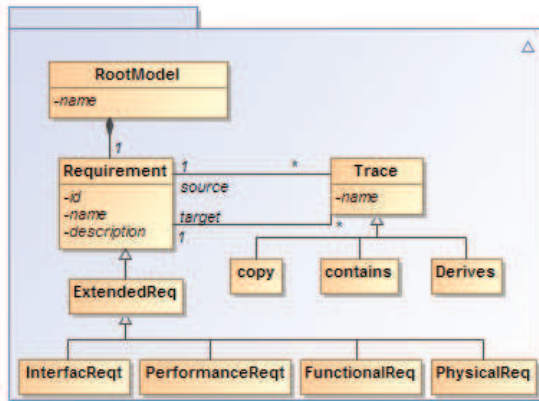 RootModel
-name
1
Requirement
-id
-name
-description
1
source
*
target
1
*
Trace
-name
copy
contains
Derives
ExtendedReq
InterfacReqt
PerformanceReqt
FunctionalReq
PhysicalReq